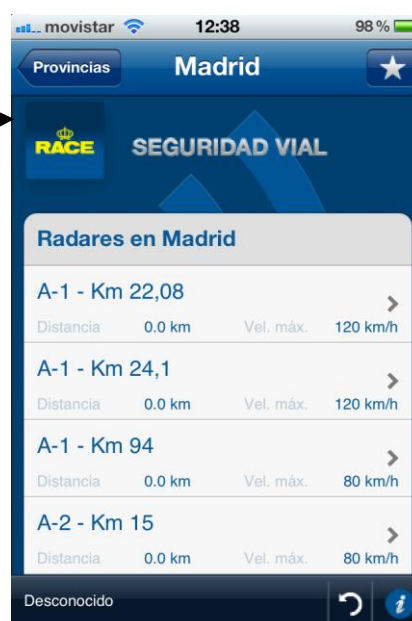 movistar 12:38 98 %
Provincias Madrid
RACE SEGURIDAD VIAL
Radares en Madrid
A-1 - Km 22,08
Distancia 0.0 km Vel. máx. 120 km/h
A-1 - Km 24,1
Distancia 0.0 km Vel. máx. 120 km/h
A-1 - Km 94
Distancia 0.0 km Vel. máx. 80 km/h
A-2 - Km 15
Distancia 0.0 km Vel. máx. 80 km/h
Desconocido i